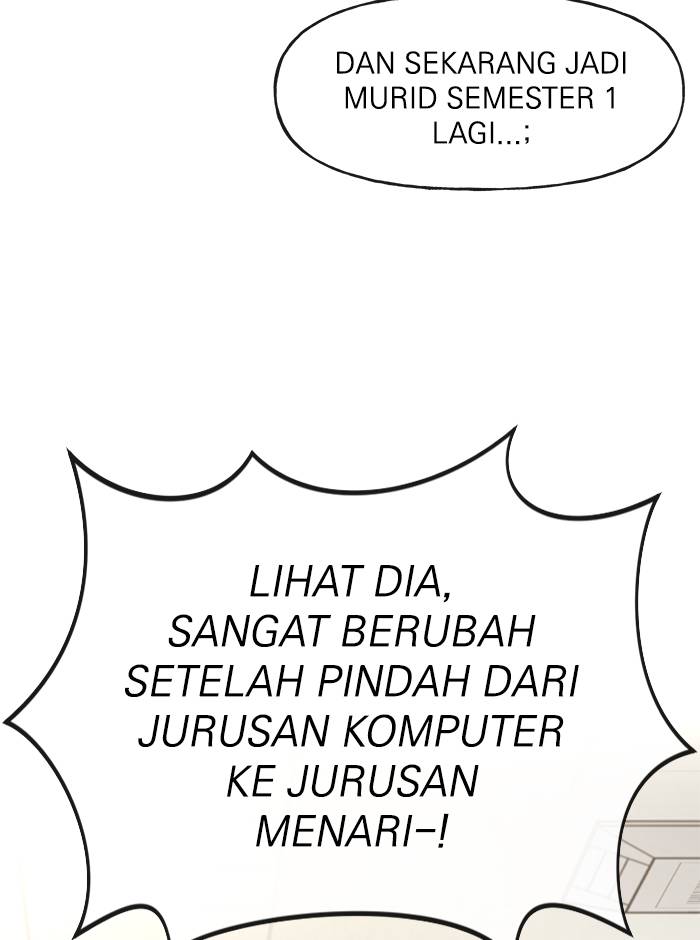 DAN SEKARANG JADI
MURID SEMESTER 1
LAGI...;
LIHAT DIA,
SANGAT BERUBAH
SETELAH PINDAH DARI
JURUSAN KOMPUTER
KE JURUSAN
MENARI-!